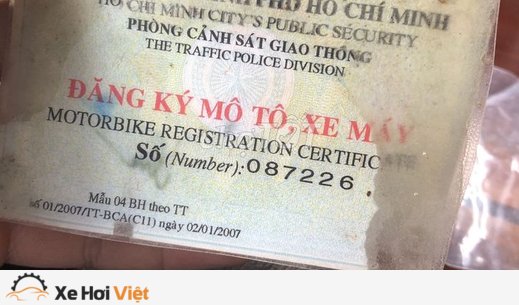 PHỐ HỒ CHÍ MINH
HO CHI MINH CITY'S PUBLIC SECURITY
PHÒNG CẢNH SÁT GIAO THÔNG
THE TRAFFIC POLICE DIVISION
ĐĂNG KÝ MÔ TÔ, XE MÁY
MOTORBIKE REGISTRATION CERTIFICATE
Số (Number): 087226
Mẫu 04 BH theo TT
số 01/2007/TT-BCA(C11) ngày 02/01/2007
Xe Hơi Việt